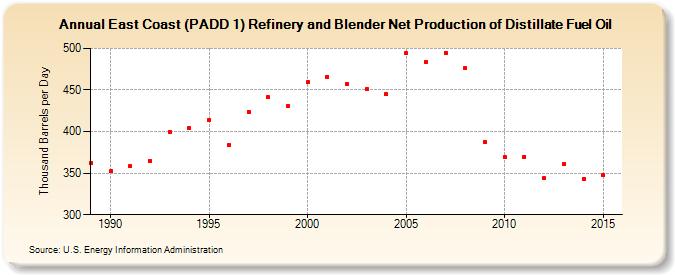 Annual East Coast (PADD 1) Refinery and Blender Net Production of Distillate Fuel Oil
Thousand Barrels per Day
500
450
400
350
300
1990 1995 2000 2005 2010 2015
Source: U.S. Energy Information Administration